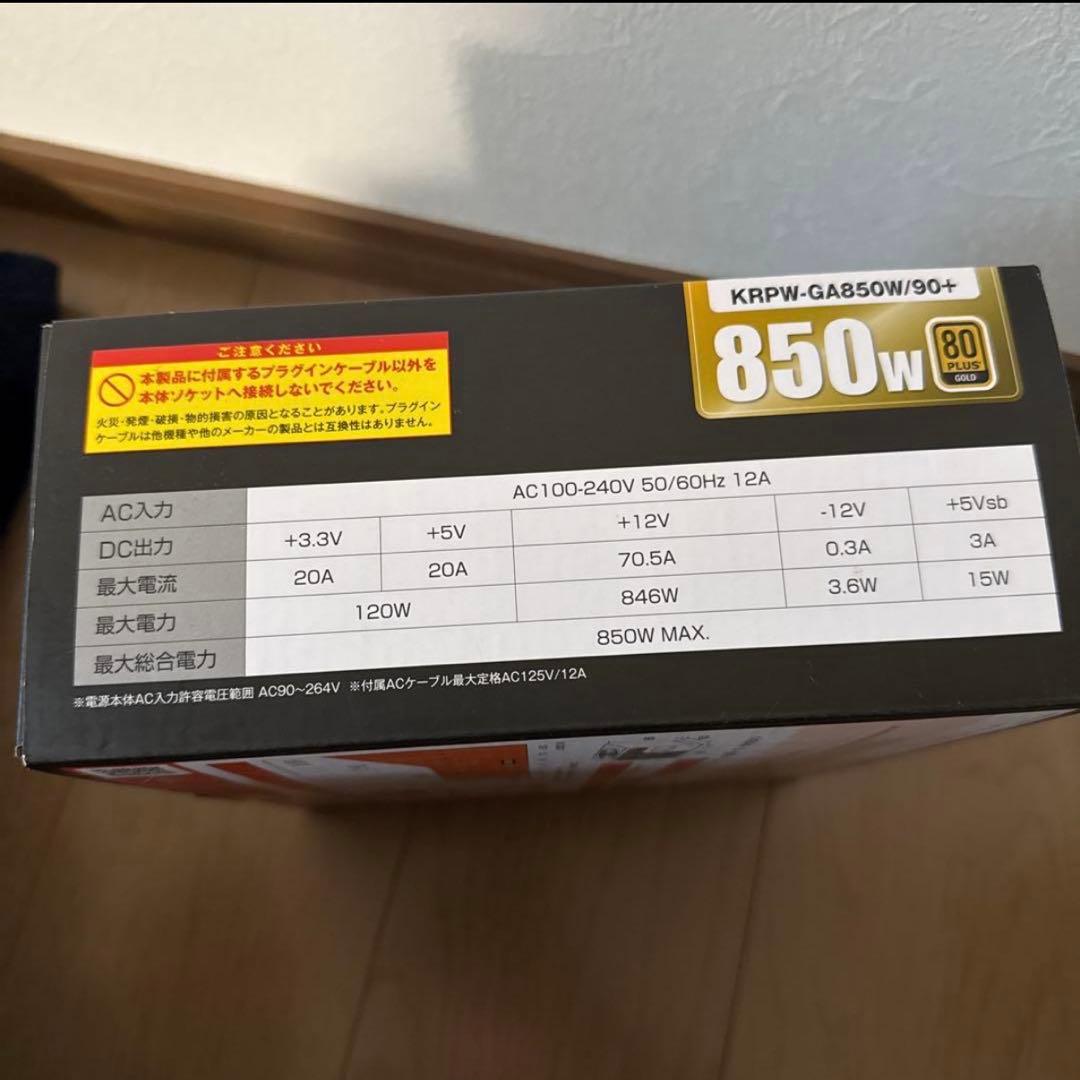 KRPW-GA850W/90+
850W
80
PLUS
GOLD
ご注意ください
本製品に付属するプラグインケーブル以外を
本体ソケットへ接続しないでください。
火災・発煙・破損・物的損害の原因となることがあります。プラグイン
ケーブルは他機種や他のメーカーの製品とは互換性はありません。
AC入力 AC100-240V 50/60Hz 12A
DC出力 +3.3V +5V +12V -12V +5Vsb
最大電流 20A 20A 70.5A 0.3A 3A
最大電力 120W 846W 3.6W 15W
最大総合電力 850W MAX.
※電源本体AC入力許容電圧範囲 AC90~264V ※付属ACケーブル最大定格AC125V/12A